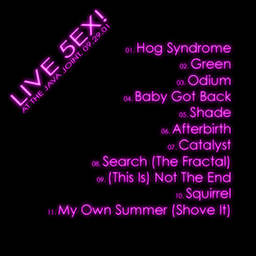 LIVE 5EX!
AT THE JAVA JOINT, 09.29.01
01. Hog Syndrome
02. Green
03. Odium
04. Baby Got Back
05. Shade
06. Afterbirth
07. Catalyst
08. Search (The Fractal)
09. (This Is) Not The End
10. Squirrel
11. My Own Summer (Shove It)